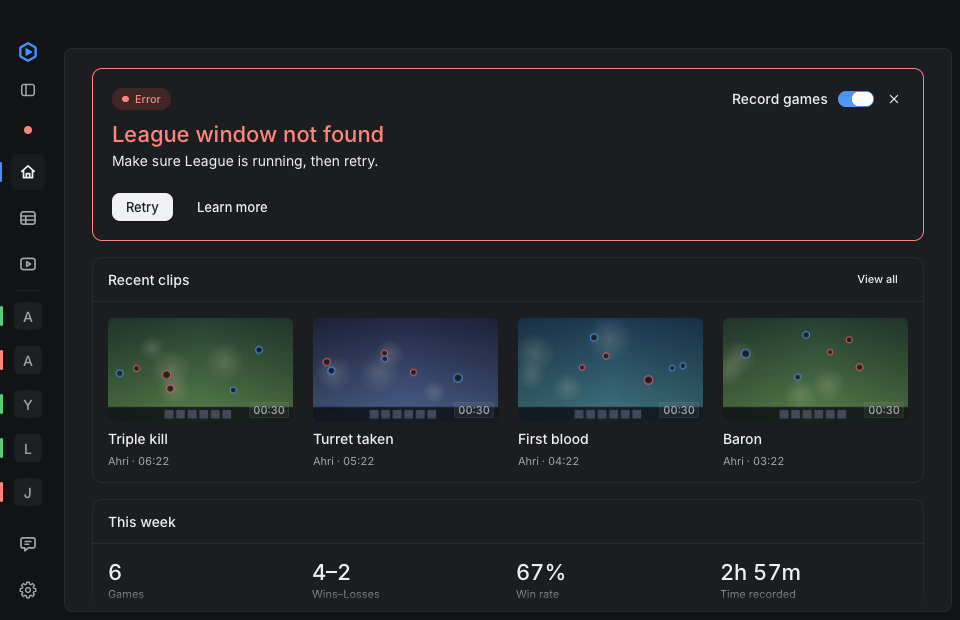 Error
Record games
League window not found
Make sure League is running, then retry.
Retry
Learn more
Recent clips
View all
A
A
Y
L
J
00:30
00:30
00:30
00:30
Triple kill
Turret taken
First blood
Baron
Ahri · 06:22
Ahri · 05:22
Ahri · 04:22
Ahri · 03:22
This week
6
4–2
67%
2h 57m
Games
Wins–Losses
Win rate
Time recorded